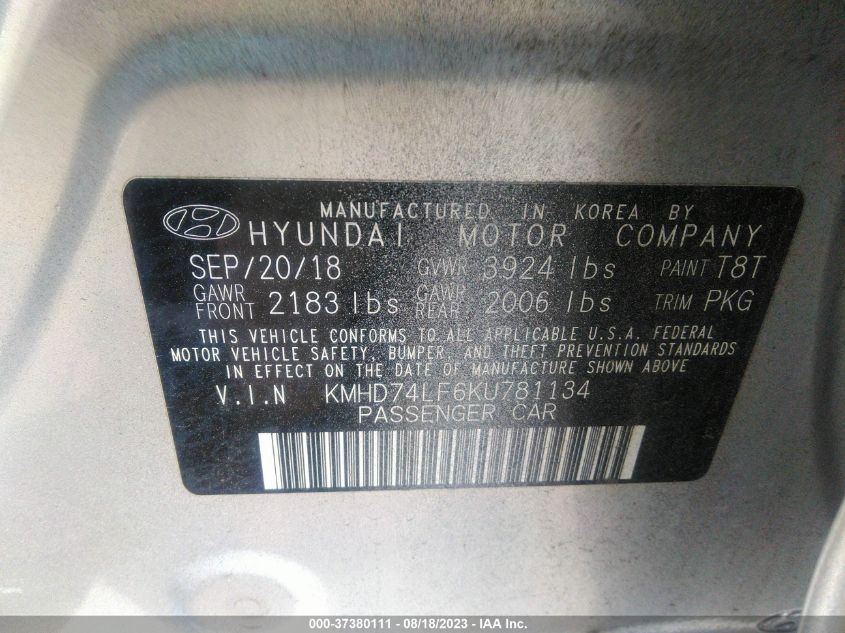 MANUFACTURED IN KOREA BY
HYUNDAI MOTOR COMPANY
SEP/20/18 GVWR 3924 lbs PAINT T8T
GAWR FRONT 2183 lbs GAWR REAR 2006 lbs TRIM PKG
THIS VEHICLE CONFORMS TO ALL APPLICABLE U.S.A. FEDERAL
MOTOR VEHICLE SAFETY, BUMPER, AND THEFT PREVENTION STANDARDS
IN EFFECT ON THE DATE OF MANUFACTURE SHOWN ABOVE
V.I.N KMHD74LF6KU781134
PASSENGER CAR
000-37380111 - 08/18/2023 - IAA Inc.